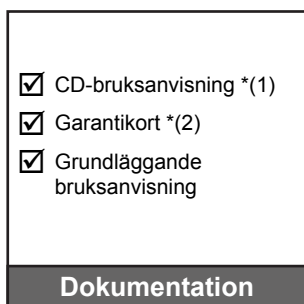 CD-bruksanvisning *(1)
Garantikort *(2)
Grundläggande
bruksanvisning
Dokumentation